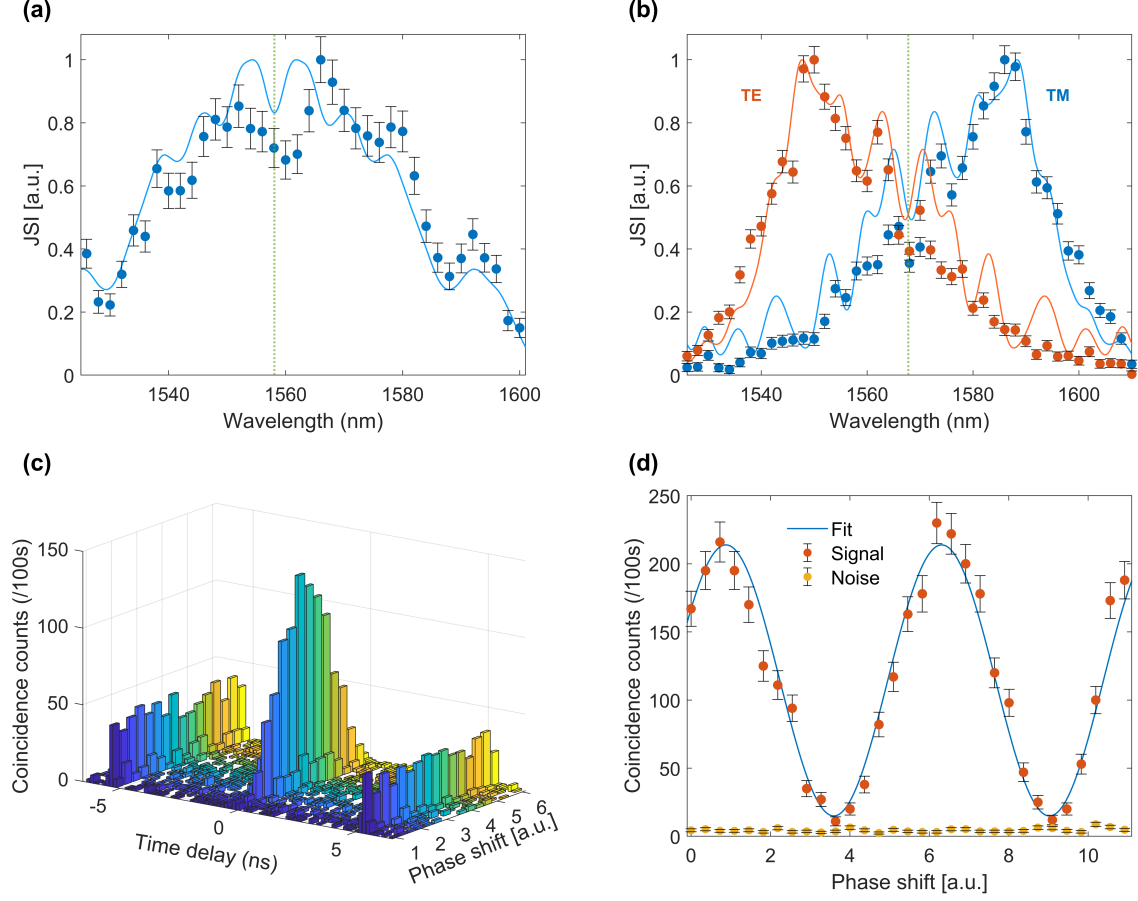 (a)
JSI [a.u.]
1
0.8
0.6
0.4
0.2
0
1540 1560 1580 1600
Wavelength (nm)
(b)
JSI [a.u.]
1
0.8
0.6
0.4
0.2
0
TE
TM
1540 1560 1580 1600
Wavelength (nm)
(c)
Coincidence counts (/100s)
150
100
50
0
-5 0 5
Time delay (ns)
1 2 3 4 5 6
Phase shift [a.u.]
(d)
Coincidence counts (/100s)
250
200
150
100
50
0
Fit
Signal
Noise
0 2 4 6 8 10
Phase shift [a.u.]